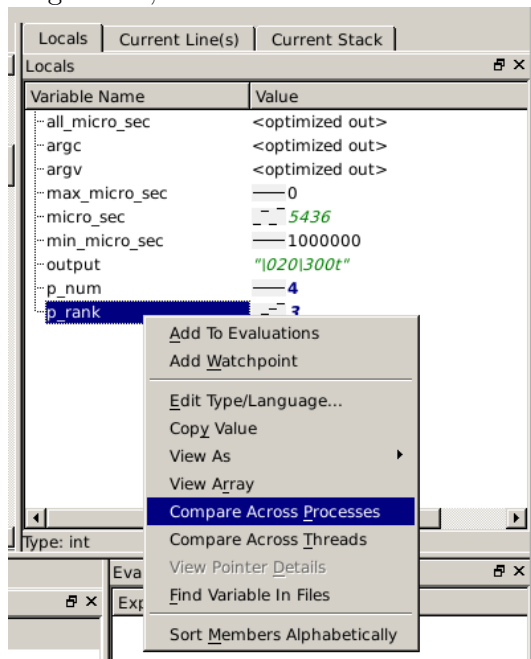 Locals Current Line(s) Current Stack
Locals
Variable Name Value
all_micro_sec <optimized out>
argc <optimized out>
argv <optimized out>
max_micro_sec 0
micro_sec 5436
min_micro_sec 1000000
output "\020\300t"
p_num 4
p_rank 3
Add To Evaluations
Add Watchpoint
Edit Type/Language...
Copy Value
View As
View Array
Compare Across Processes
Compare Across Threads
View Pointer Details
Find Variable In Files
Sort Members Alphabetically
Type: int
Eva
Exp